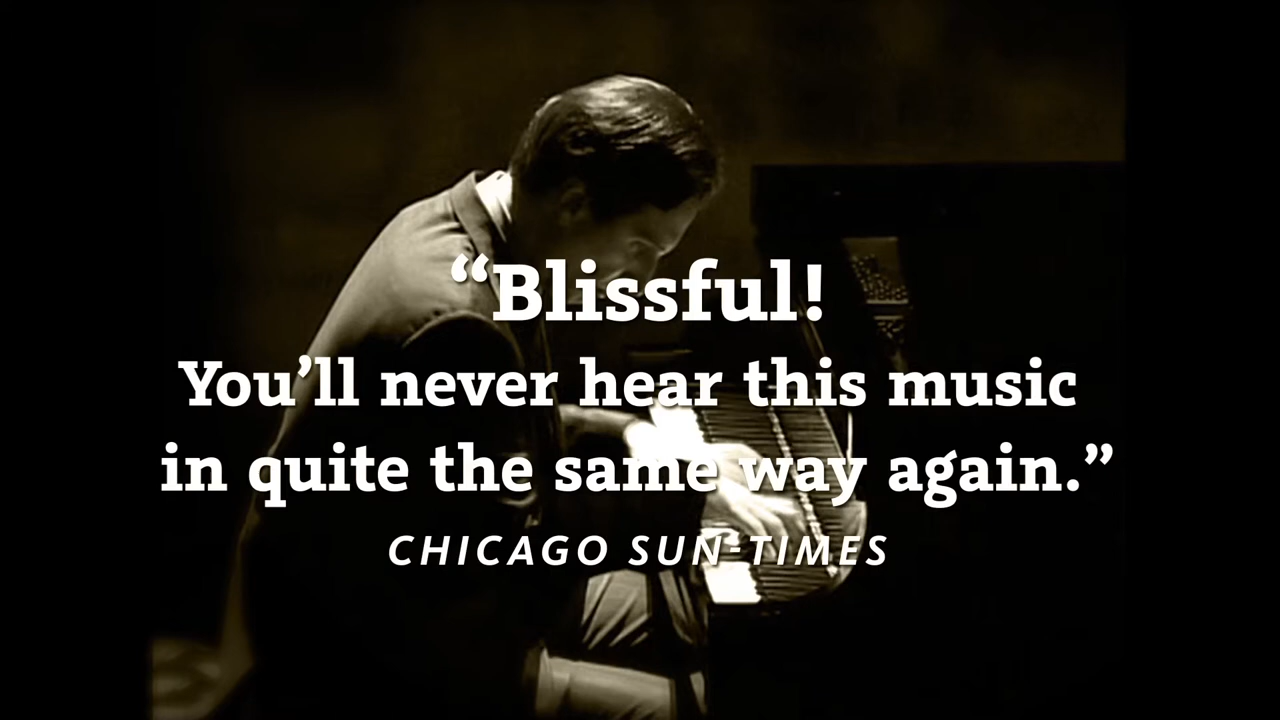 “Blissful!
You’ll never hear this music
in quite the same way again.”
CHICAGO SUN-TIMES